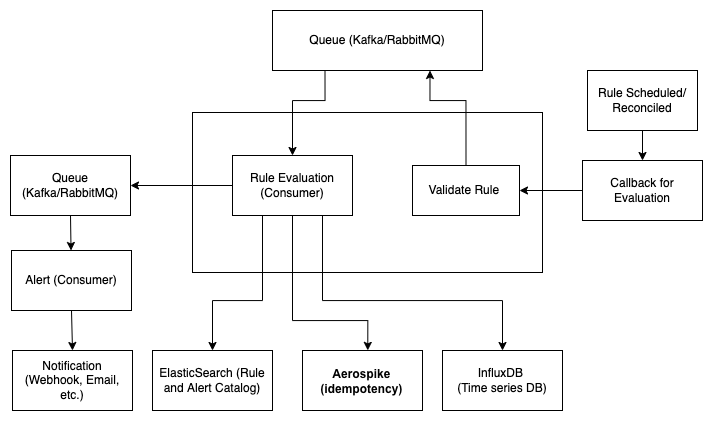 Queue (Kafka/RabbitMQ)
Rule Scheduled/
Reconciled
Queue
(Kafka/RabbitMQ)
Rule Evaluation
(Consumer)
Validate Rule
Callback for
Evaluation
Alert (Consumer)
Notification
(Webhook, Email,
etc.)
ElasticSearch (Rule
and Alert Catalog)
Aerospike
(idempotency)
InfluxDB
(Time series DB)